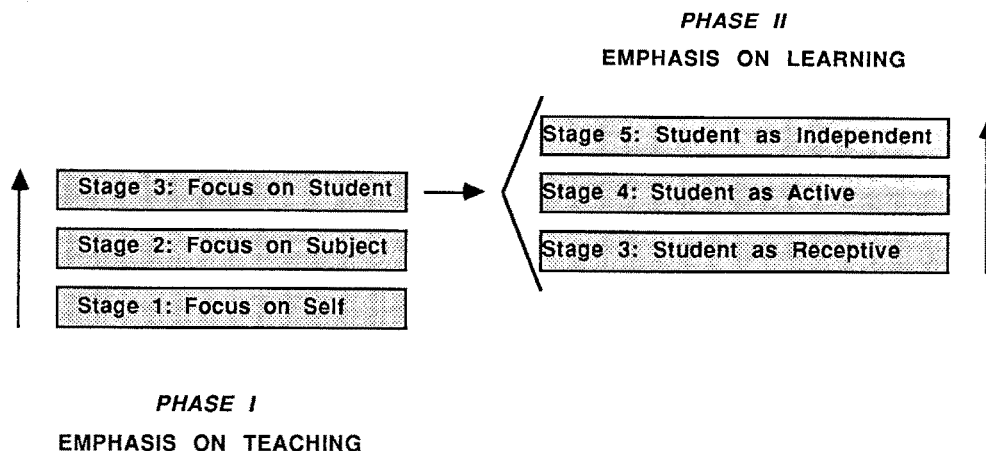 PHASE II
EMPHASIS ON LEARNING
Stage 5: Student as Independent
Stage 4: Student as Active
Stage 3: Student as Receptive
Stage 3: Focus on Student
Stage 2: Focus on Subject
Stage 1: Focus on Self
PHASE I
EMPHASIS ON TEACHING